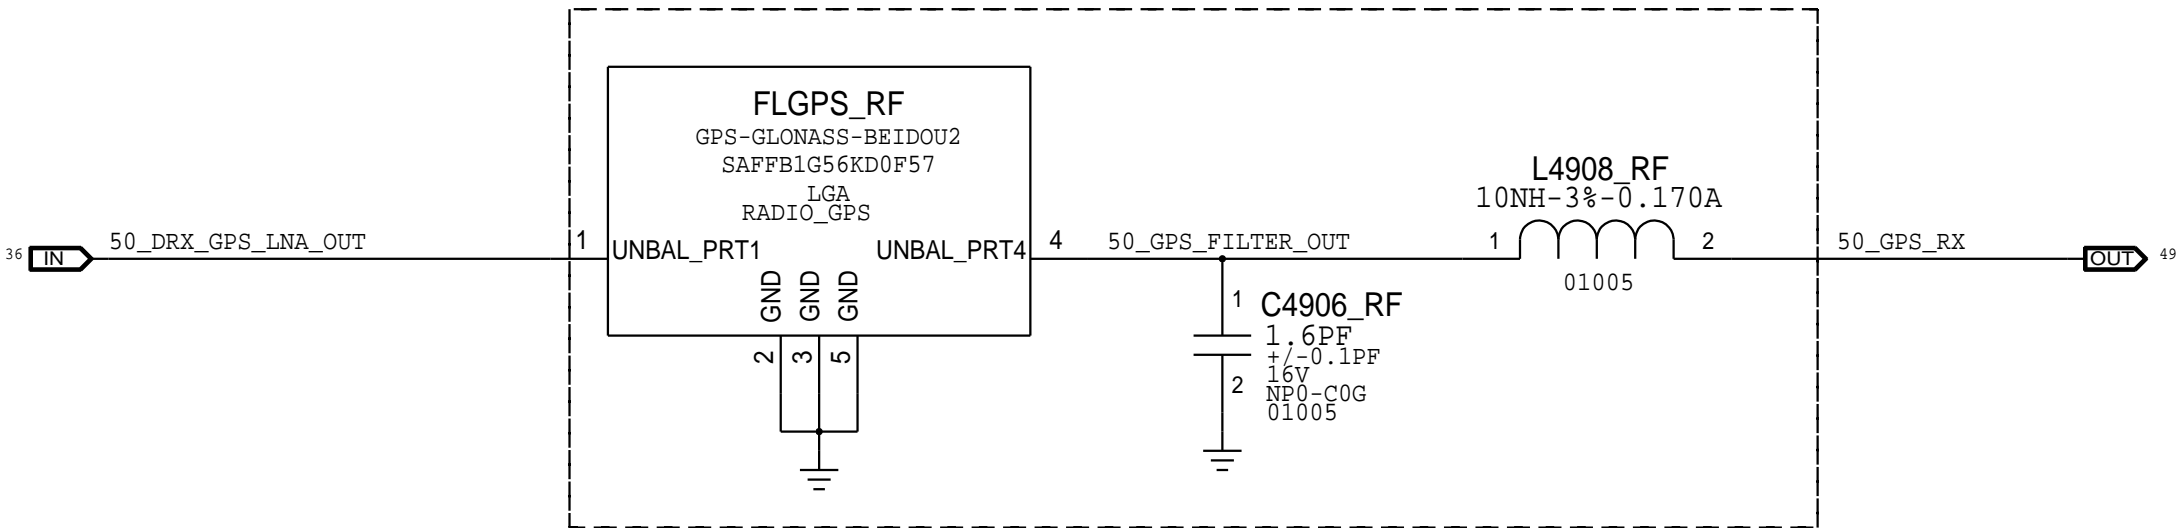 FLGPS_RF
GPS-GLONASS-BEIDOU2
SAFFB1G56KD0F57
LGA
RADIO_GPS
L4908_RF
10NH-3%-0.170A
36 IN 50_DRX_GPS_LNA_OUT 1 UNBAL_PRT1 UNBAL_PRT4 4 50_GPS_FILTER_OUT 1 2 50_GPS_RX OUT 49
01005
GND GND GND
2 3 5
1 C4906_RF
1.6PF
+/-0.1PF
16V
2 NP0-C0G
01005